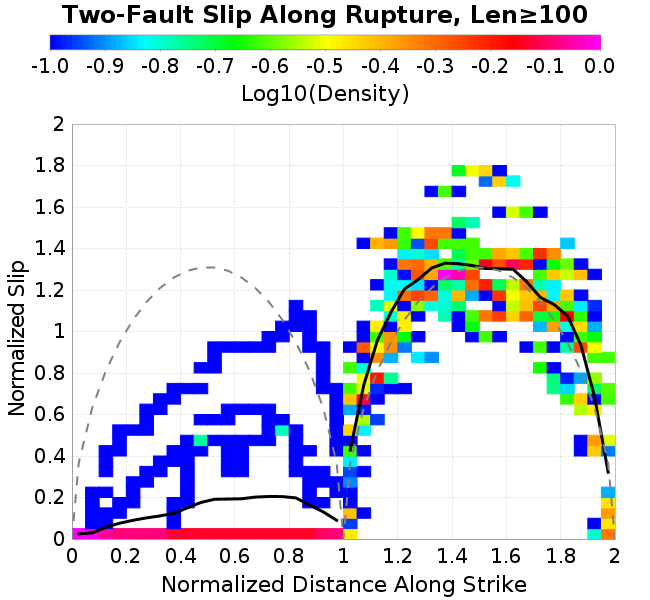 Two-Fault Slip Along Rupture, Len≥100
-1.0 -0.9 -0.8 -0.7 -0.6 -0.5 -0.4 -0.3 -0.2 -0.1 0.0
Log10(Density)
2
1.8
1.6
1.4
1.2
1
0.8
0.6
0.4
0.2
0
Normalized Slip
0 0.2 0.4 0.6 0.8 1 1.2 1.4 1.6 1.8 2
Normalized Distance Along Strike